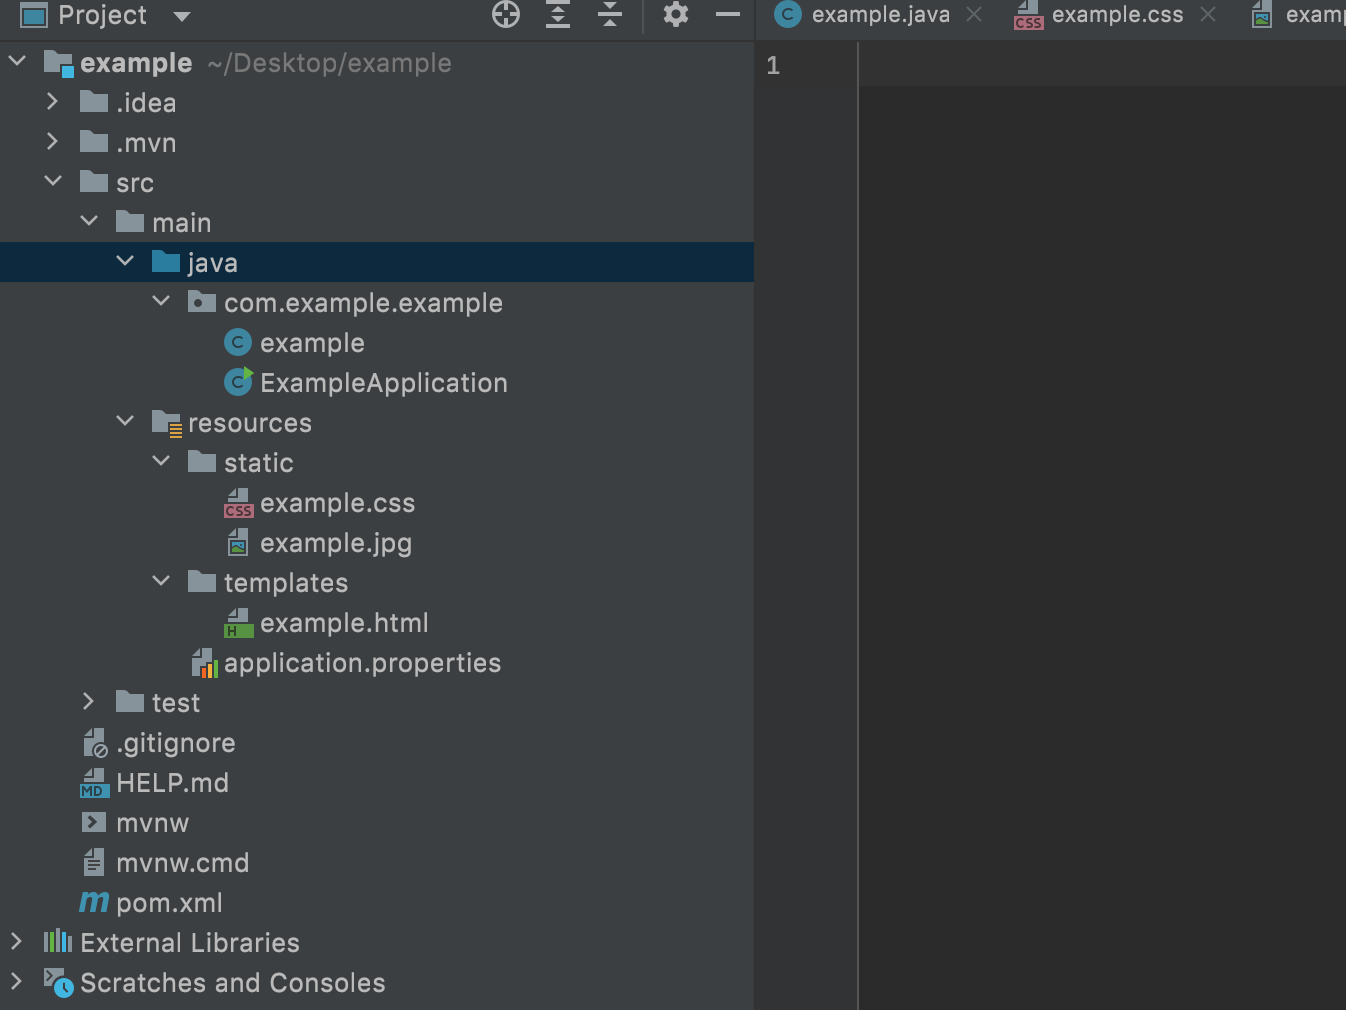 Project
example.java
example.css
examp
example ~/Desktop/example
1
.idea
.mvn
src
main
java
com.example.example
C example
C ExampleApplication
resources
static
CSS example.css
example.jpg
templates
H example.html
application.properties
test
.gitignore
MD HELP.md
mvnw
mvnw.cmd
m pom.xml
External Libraries
Scratches and Consoles